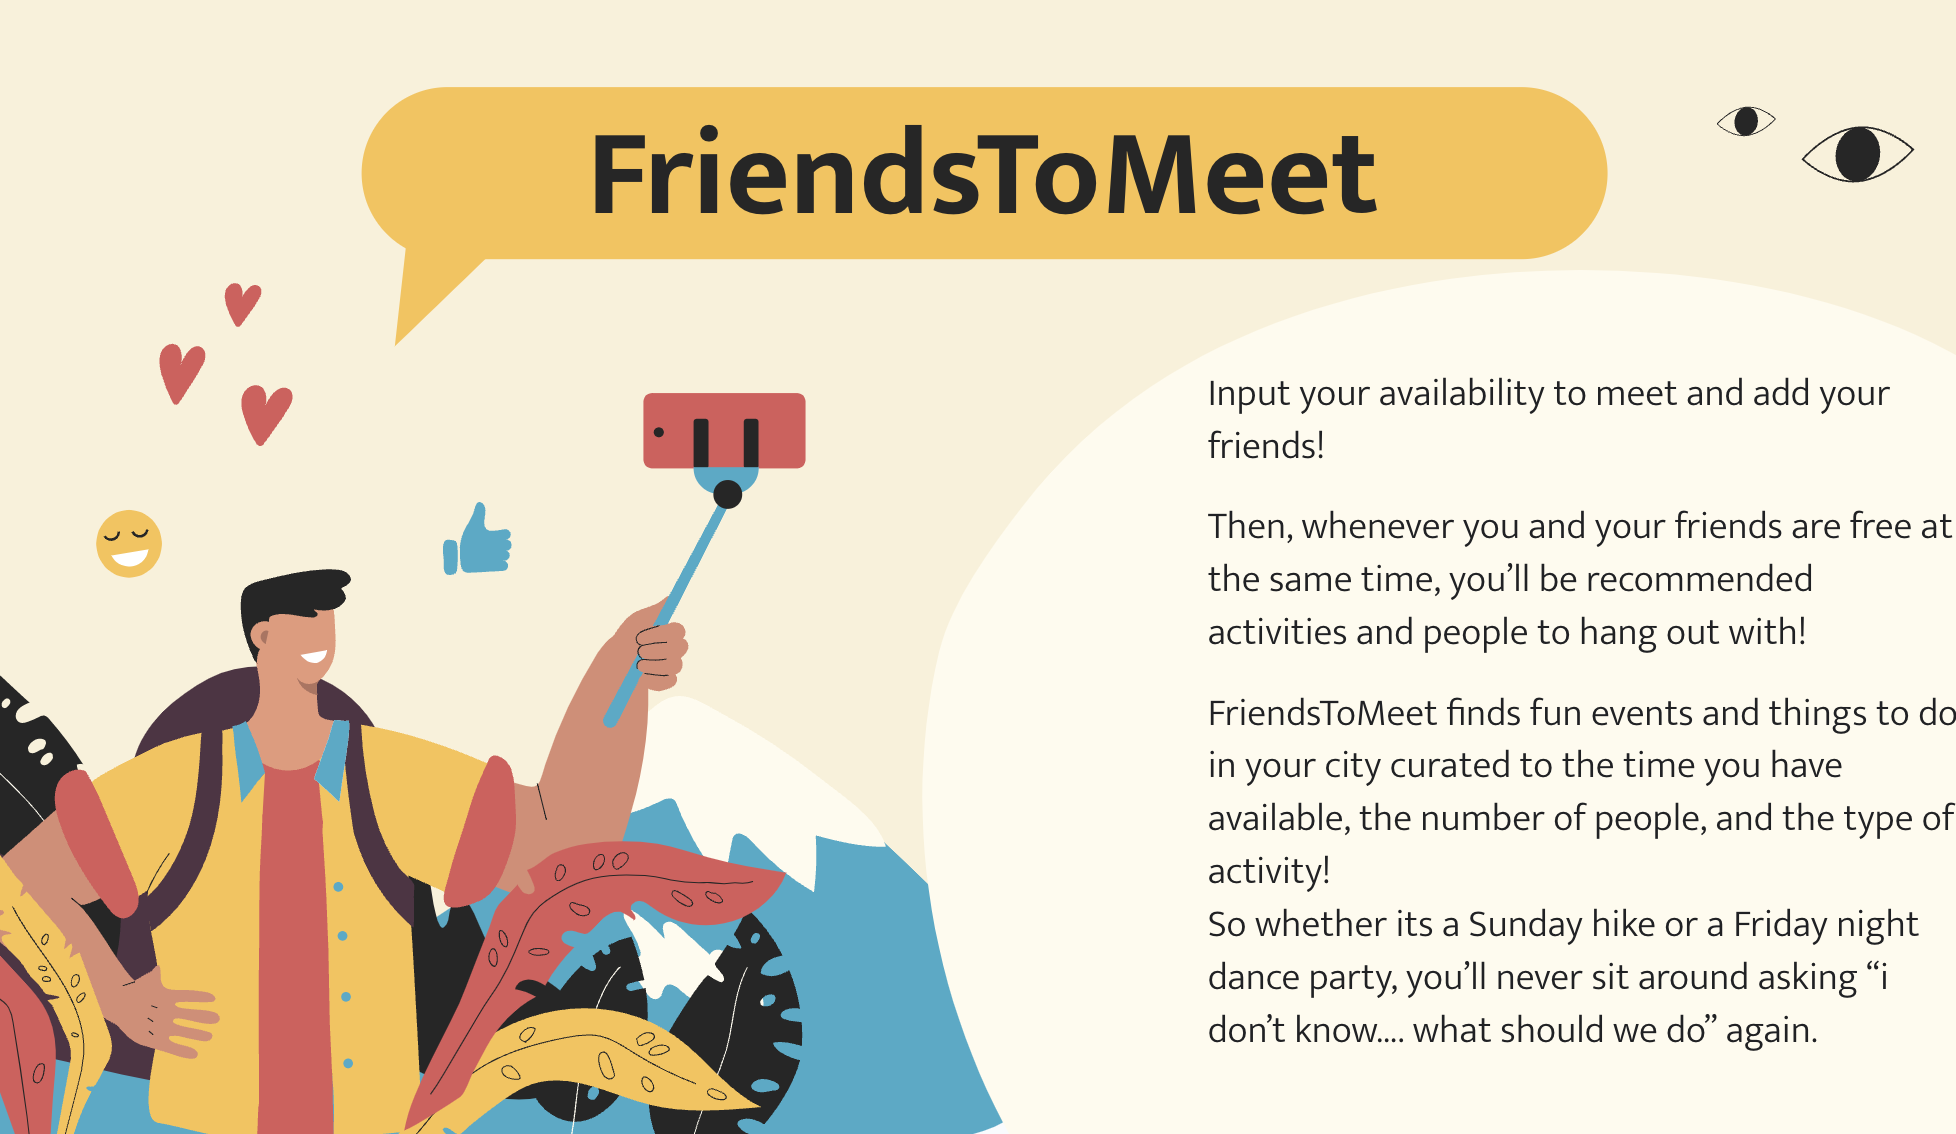 FriendsToMeet
Input your availability to meet and add your
friends!
Then, whenever you and your friends are free at
the same time, you’ll be recommended
activities and people to hang out with!
FriendsToMeet finds fun events and things to do
in your city curated to the time you have
available, the number of people, and the type of
activity!
So whether its a Sunday hike or a Friday night
dance party, you’ll never sit around asking “i
don’t know.... what should we do” again.